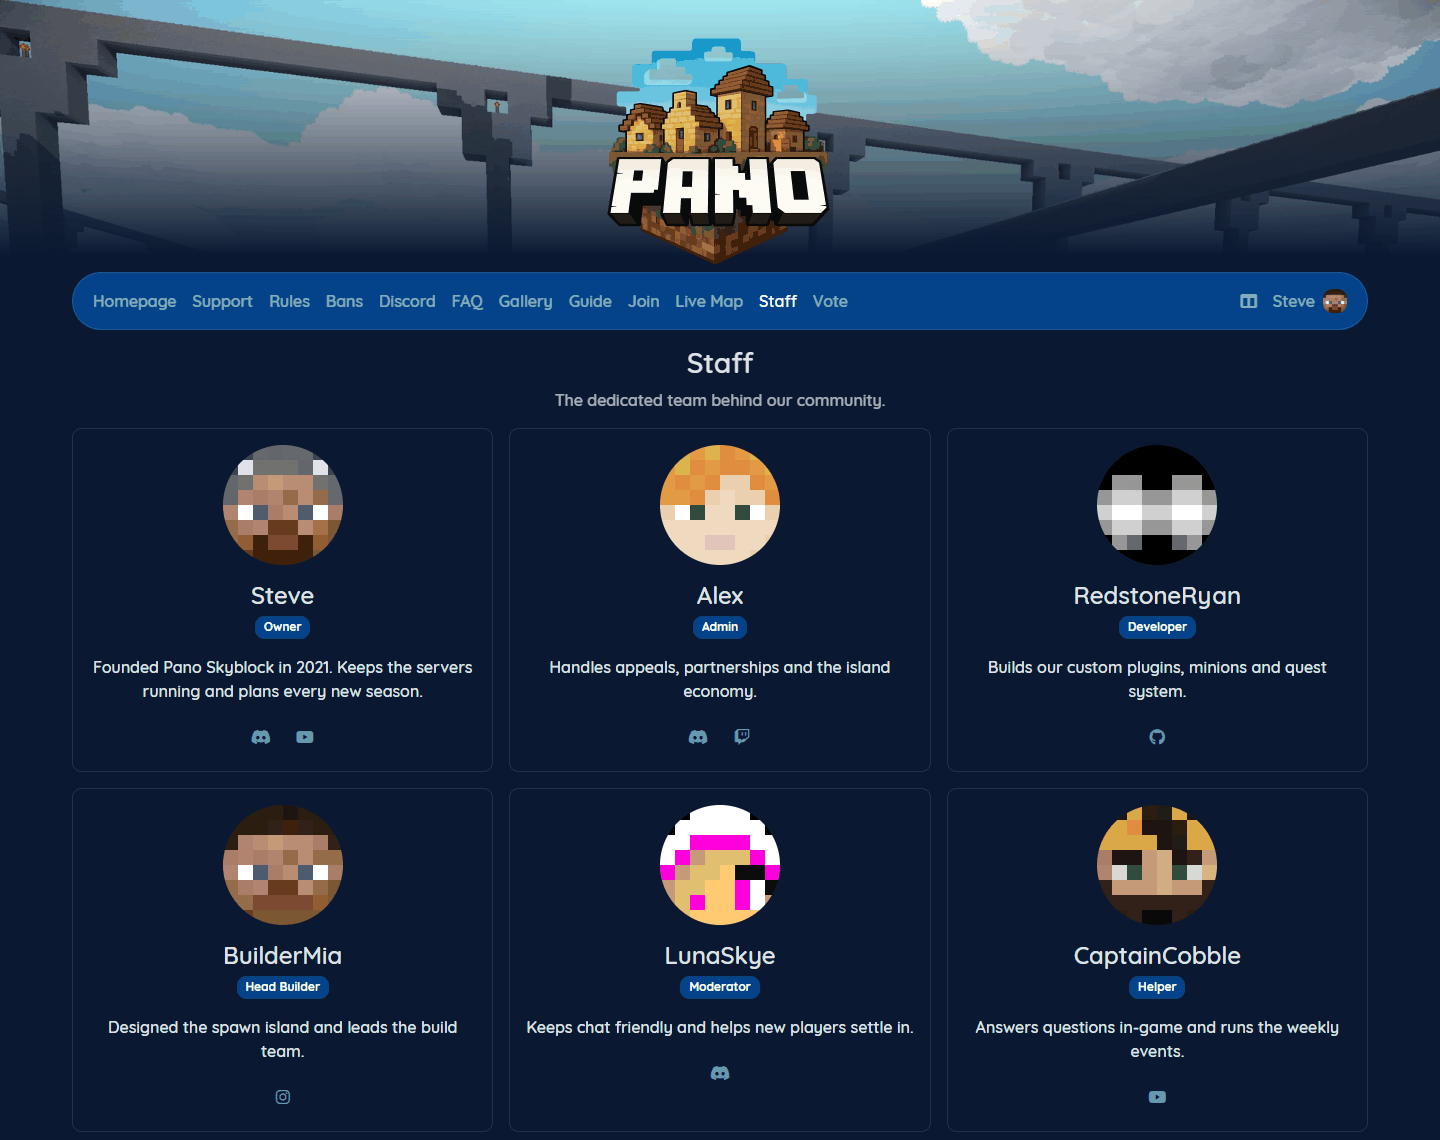 PANO
Homepage Support Rules Bans Discord FAQ Gallery Guide Join Live Map Staff Vote Steve
Staff
The dedicated team behind our community.
Steve
Owner
Founded Pano Skyblock in 2021. Keeps the servers
running and plans every new season.
Alex
Admin
Handles appeals, partnerships and the island
economy.
RedstoneRyan
Developer
Builds our custom plugins, minions and quest
system.
BuilderMia
Head Builder
Designed the spawn island and leads the build
team.
LunaSkye
Moderator
Keeps chat friendly and helps new players settle in.
CaptainCobble
Helper
Answers questions in-game and runs the weekly
events.